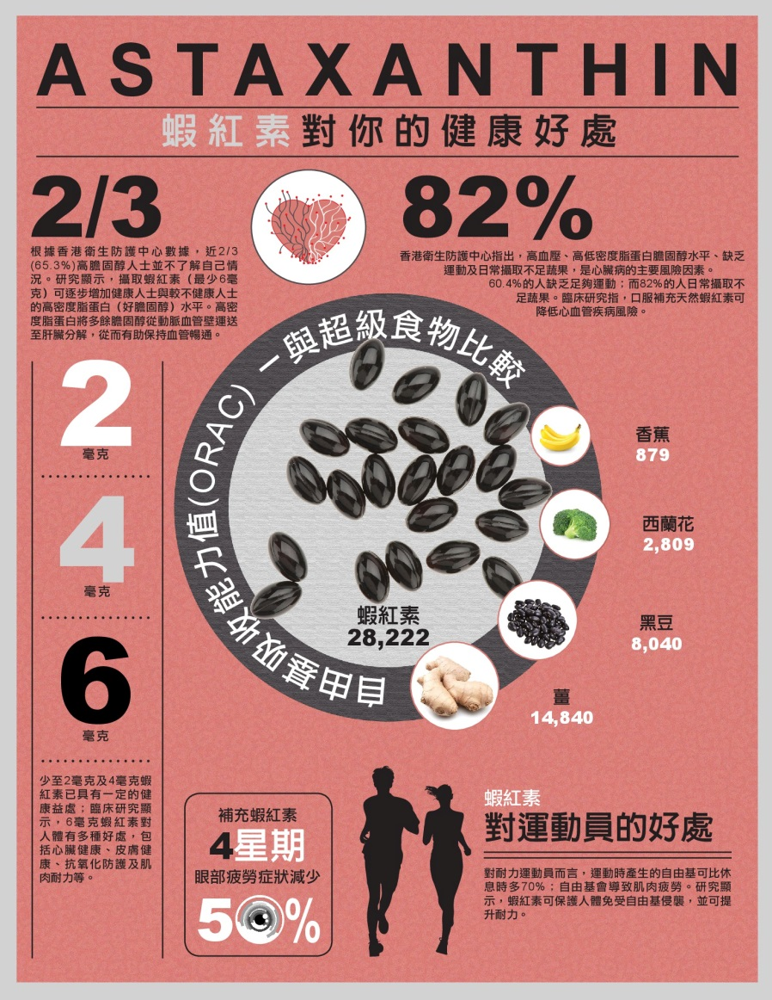 ASTAXANTHIN
蝦紅素對你的健康好處
2/3
根據香港衛生防護中心數據，近2/3
(65.3%)高膽固醇人士並不了解自己情
況。研究顯示，攝取蝦紅素（最少6毫
克）可逐步增加健康人士與較不健康人士
的高密度脂蛋白（好膽固醇）水平。高密
度脂蛋白將多餘膽固醇從動脈血管壁運送
至肝臟分解，從而有助保持血管暢通。
82%
香港衛生防護中心指出，高血壓、高低密度脂蛋白膽固醇水平、缺乏
運動及日常攝取不足蔬果，是心臟病的主要風險因素。
60.4%的人缺乏足夠運動；而82%的人日常攝取不
足蔬果。臨床研究指，口服補充天然蝦紅素可
降低心血管疾病風險。
2
毫克
4
毫克
6
毫克
少至2毫克及4毫克蝦
紅素已具有一定的健
康益處；臨床研究顯
示，6毫克蝦紅素對
人體有多種好處，包
括心臟健康、皮膚健
康、抗氧化防護及肌
肉耐力等。
自由基吸收能力值(ORAC) 一與超級食物比較
香蕉
879
西蘭花
2,809
黑豆
8,040
薑
14,840
蝦紅素
28,222
補充蝦紅素
4星期
眼部疲勞症狀減少
50%
蝦紅素
對運動員的好處
對耐力運動員而言，運動時產生的自由基可比休
息時多70%；自由基會導致肌肉疲勞。研究顯
示，蝦紅素可保護人體免受自由基侵襲，並可提
升耐力。